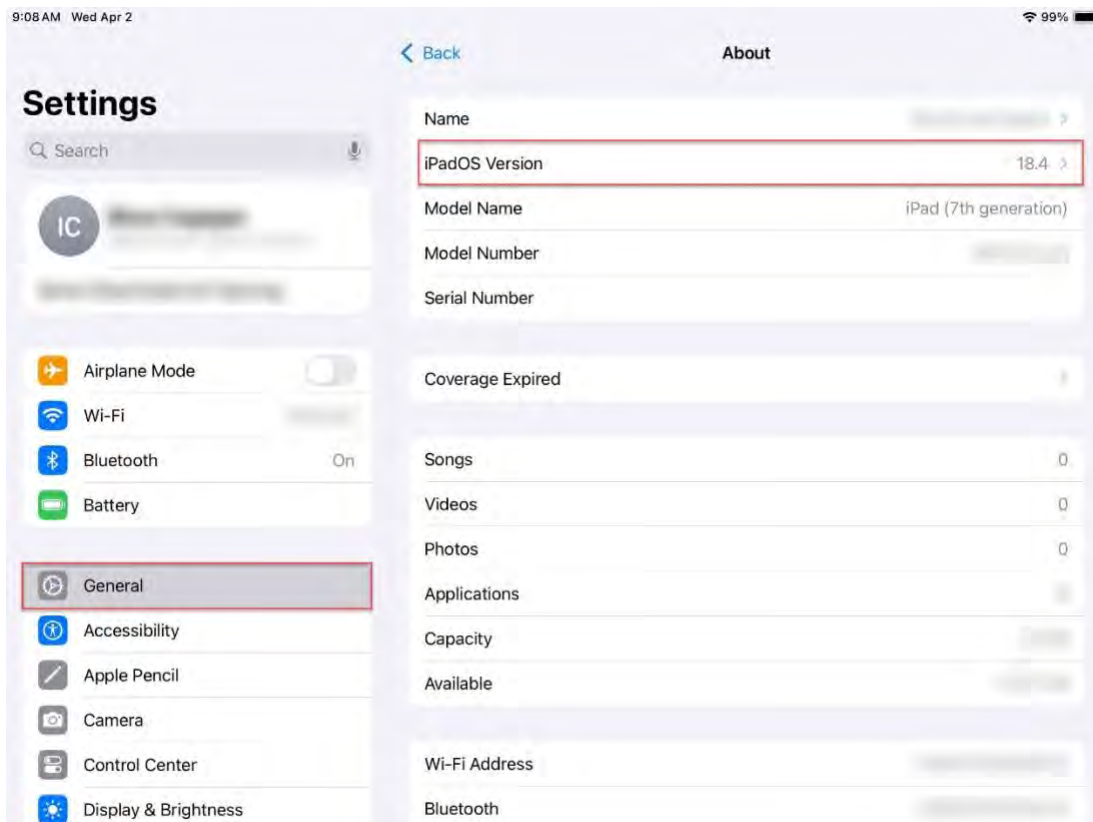 9:08 AM Wed Apr 2
99%
Settings
Search
IC
Airplane Mode
Wi-Fi
Bluetooth On
Battery
General
Accessibility
Apple Pencil
Camera
Control Center
Display & Brightness
Back
About
Name
iPadOS Version 18.4
Model Name iPad (7th generation)
Model Number
Serial Number
Coverage Expired
Songs 0
Videos 0
Photos 0
Applications
Capacity
Available
Wi-Fi Address
Bluetooth